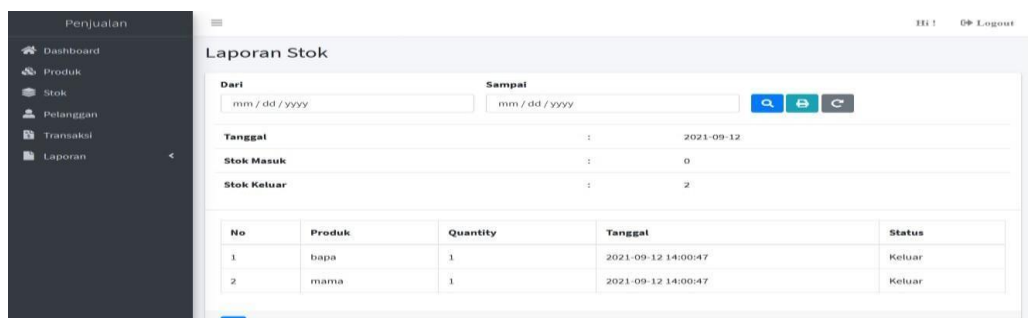 Penjualan
Hi ! Logout
Dashboard
Produk
Stok
Pelanggan
Transaksi
Laporan
Laporan Stok
Dari Sampai
mm / dd / yyyy mm / dd / yyyy
Tanggal : 2021-09-12
Stok Masuk : 0
Stok Keluar : 2
No Produk Quantity Tanggal Status
1 bapa 1 2021-09-12 14:00:47 Keluar
2 mama 1 2021-09-12 14:00:47 Keluar